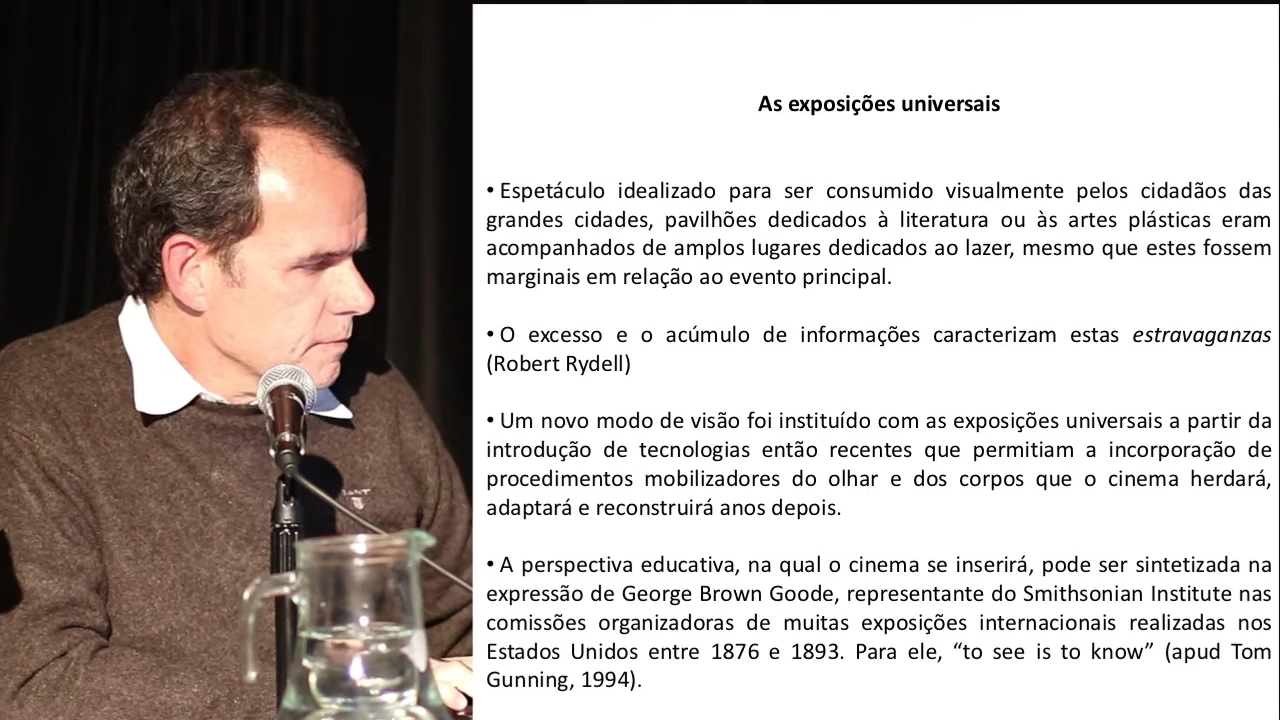 As exposições universais
• Espetáculo idealizado para ser consumido visualmente pelos cidadãos das
grandes cidades, pavilhões dedicados à literatura ou às artes plásticas eram
acompanhados de amplos lugares dedicados ao lazer, mesmo que estes fossem
marginais em relação ao evento principal.
• O excesso e o acúmulo de informações caracterizam estas estravaganzas
(Robert Rydell)
• Um novo modo de visão foi instituído com as exposições universais a partir da
introdução de tecnologias então recentes que permitiam a incorporação de
procedimentos mobilizadores do olhar e dos corpos que o cinema herdará,
adaptará e reconstruirá anos depois.
• A perspectiva educativa, na qual o cinema se inserirá, pode ser sintetizada na
expressão de George Brown Goode, representante do Smithsonian Institute nas
comissões organizadoras de muitas exposições internacionais realizadas nos
Estados Unidos entre 1876 e 1893. Para ele, “to see is to know” (apud Tom
Gunning, 1994).